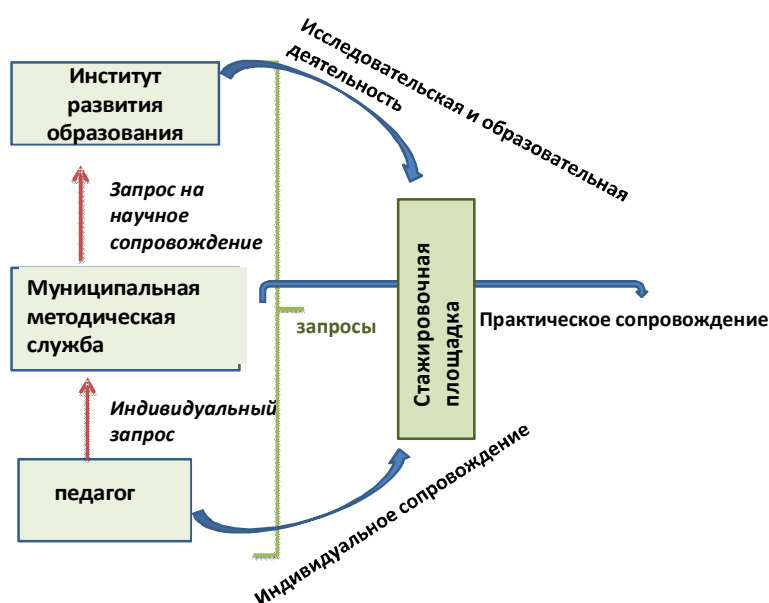 Исследовательская и образовательная
деятельность
Институт
развития
образования
Запрос на
научное
сопровождение
Муниципальная
методическая
служба
запросы
Стажировочная
площадка
Практическое сопровождение
Индивидуальный
запрос
педагог
Индивидуальное сопровождение